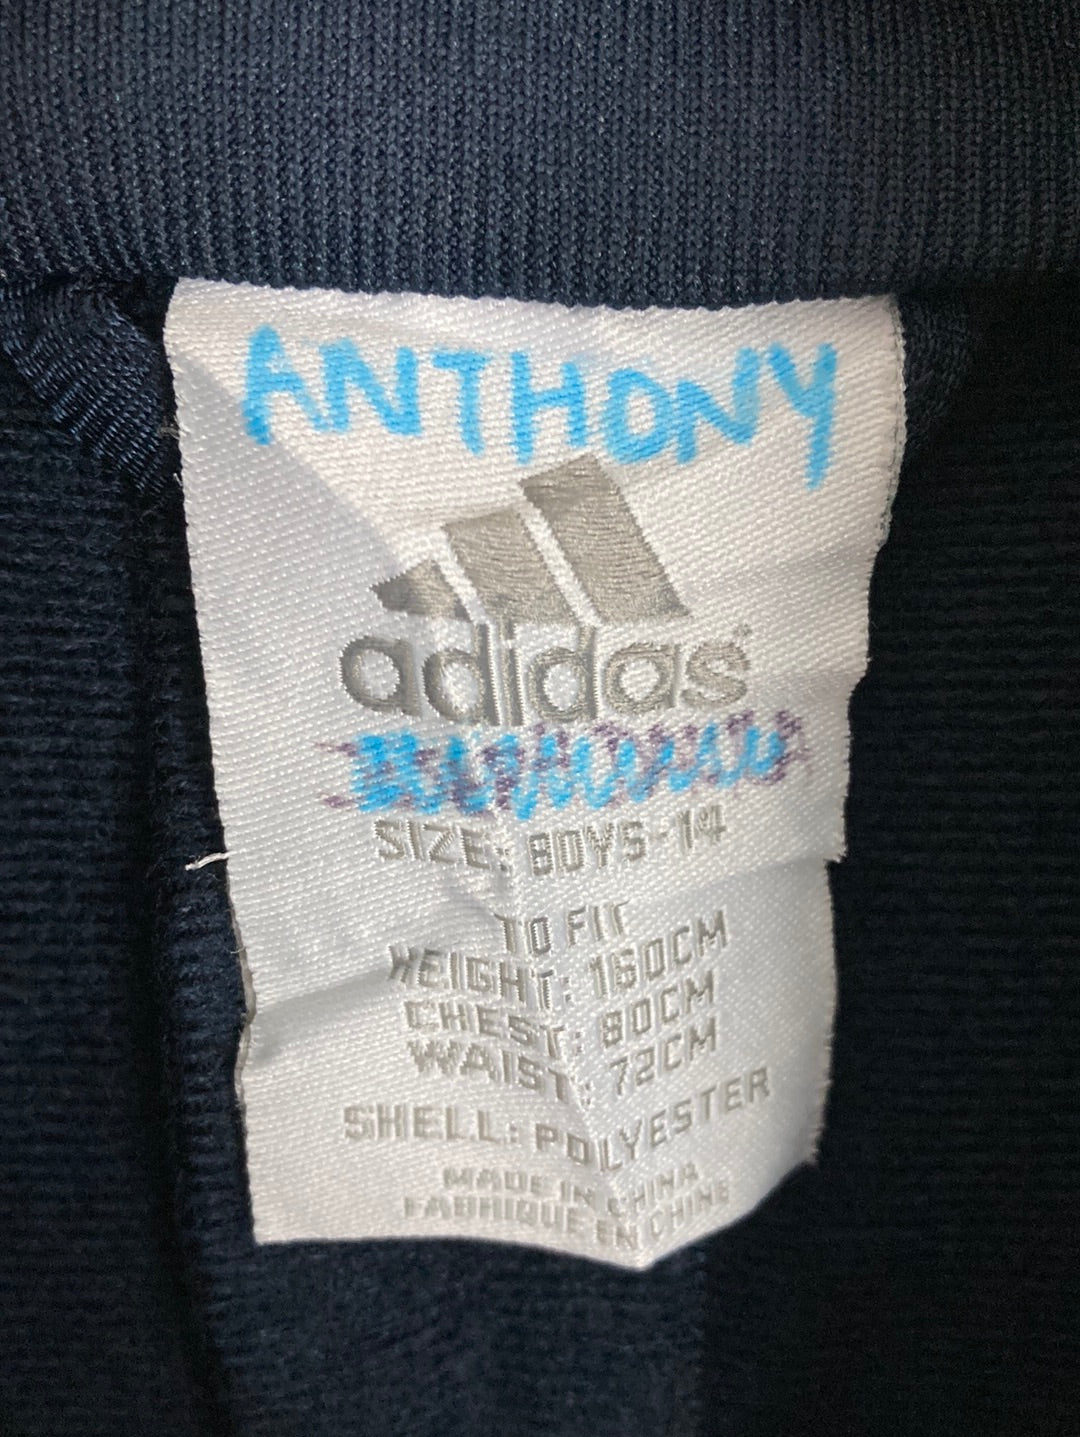 ANTHONY
adidas
SIZE: BOYS-14
TO FIT
HEIGHT: 160CM
CHEST: 80CM
WAIST: 72CM
SHELL: POLYESTER
MADE IN CHINA
FABRIQUE EN CHINE